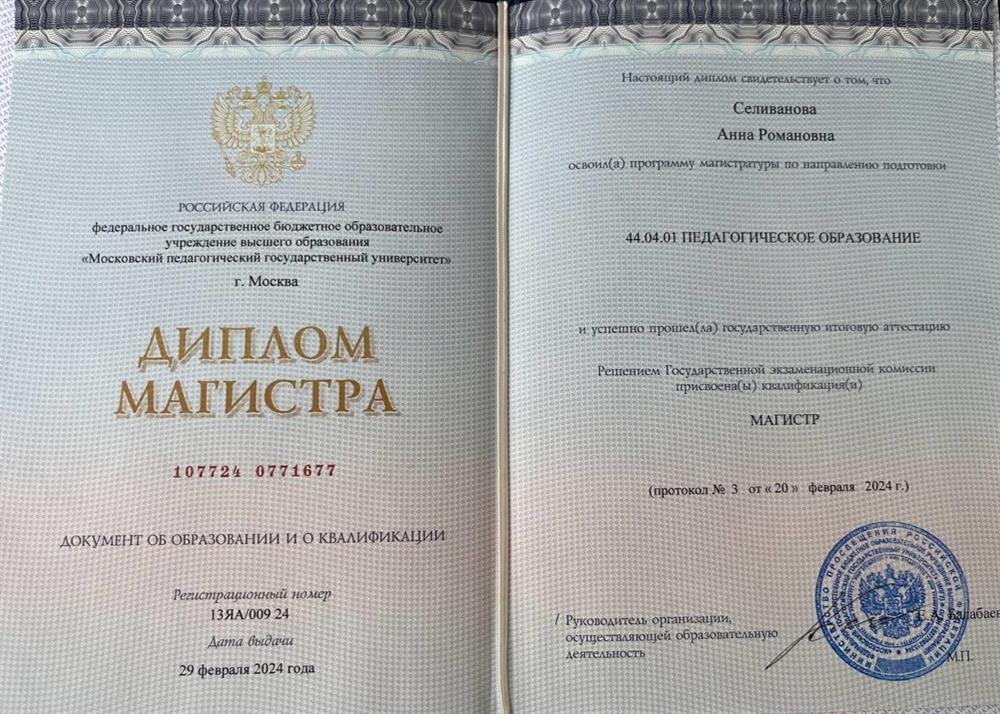 РОССИЙСКАЯ ФЕДЕРАЦИЯ
федеральное государственное бюджетное образовательное
учреждение высшего образования
«Московский педагогический государственный университет»
г. Москва
ДИПЛОМ
МАГИСТРА
107724 0771677
ДОКУМЕНТ ОБ ОБРАЗОВАНИИ И О КВАЛИФИКАЦИИ
Регистрационный номер
13ЯА/009 24
Дата выдачи
29 февраля 2024 года
Настоящий диплом свидетельствует о том, что
Селиванова
Анна Романовна
освоил(а) программу магистратуры по направлению подготовки
44.04.01 ПЕДАГОГИЧЕСКОЕ ОБРАЗОВАНИЕ
и успешно прошел(ла) государственную итоговую аттестацию
Решением Государственной экзаменационной комиссии
присвоена(ы) квалификация(и)
МАГИСТР
(протокол № 3 от « 20 » февраля 2024 г.)
/ Руководитель организации,
осуществляющей образовательную
деятельность
М.П.
МИНИСТЕРСТВО ПРОСВЕЩЕНИЯ РОССИЙСКОЙ ФЕДЕРАЦИИ